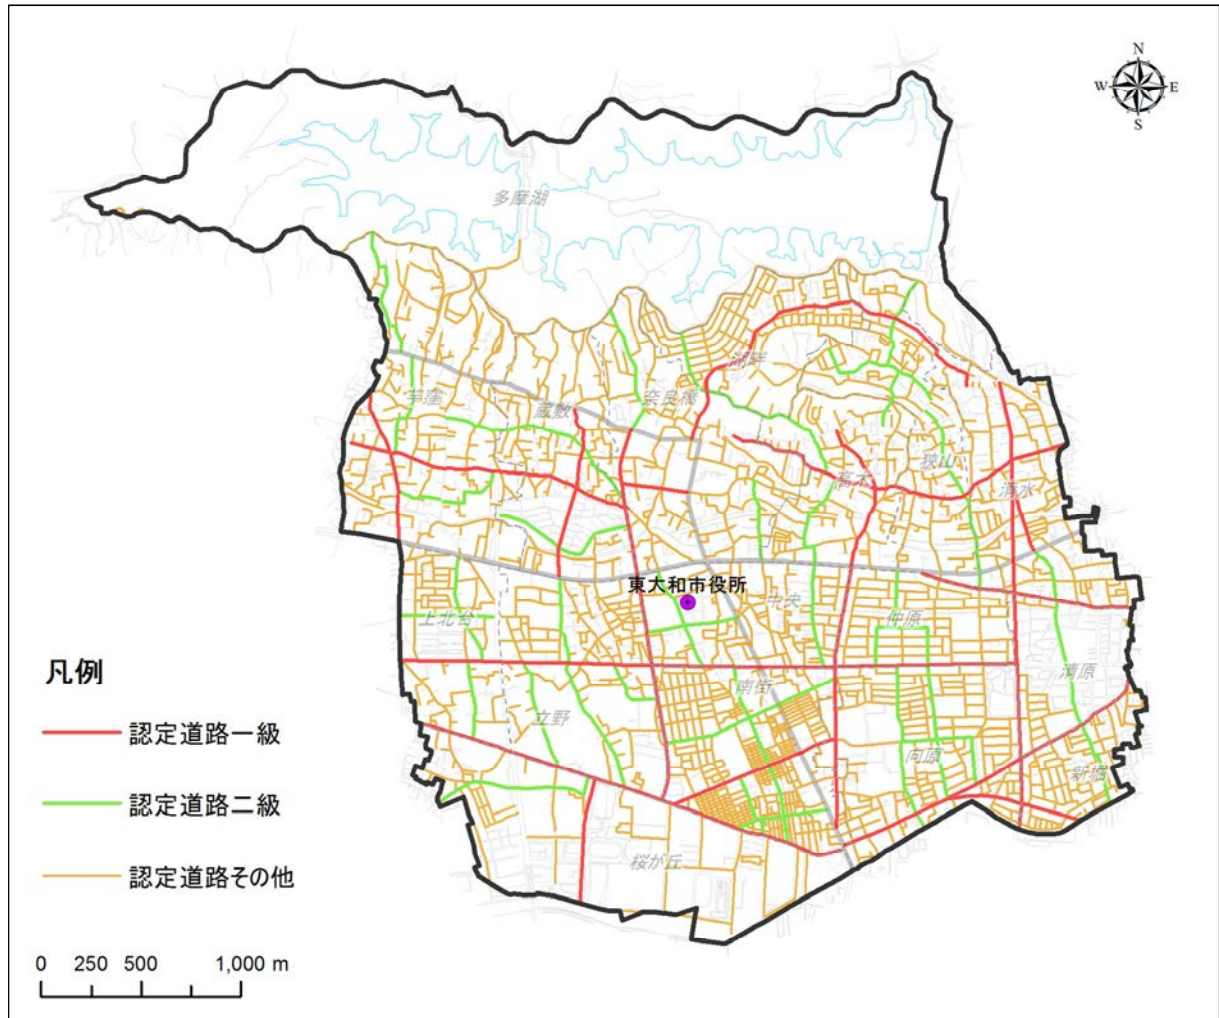 N
W
E
S
多摩湖
湖畔
芋窪
蔵敷
奈良橋
高木
狭山
清水
東大和市役所
中央
上北台
仲原
凡例
南街
清原
立野
認定道路一級
向原
新堀
認定道路二級
桜が丘
認定道路その他
0 250 500 1,000 m